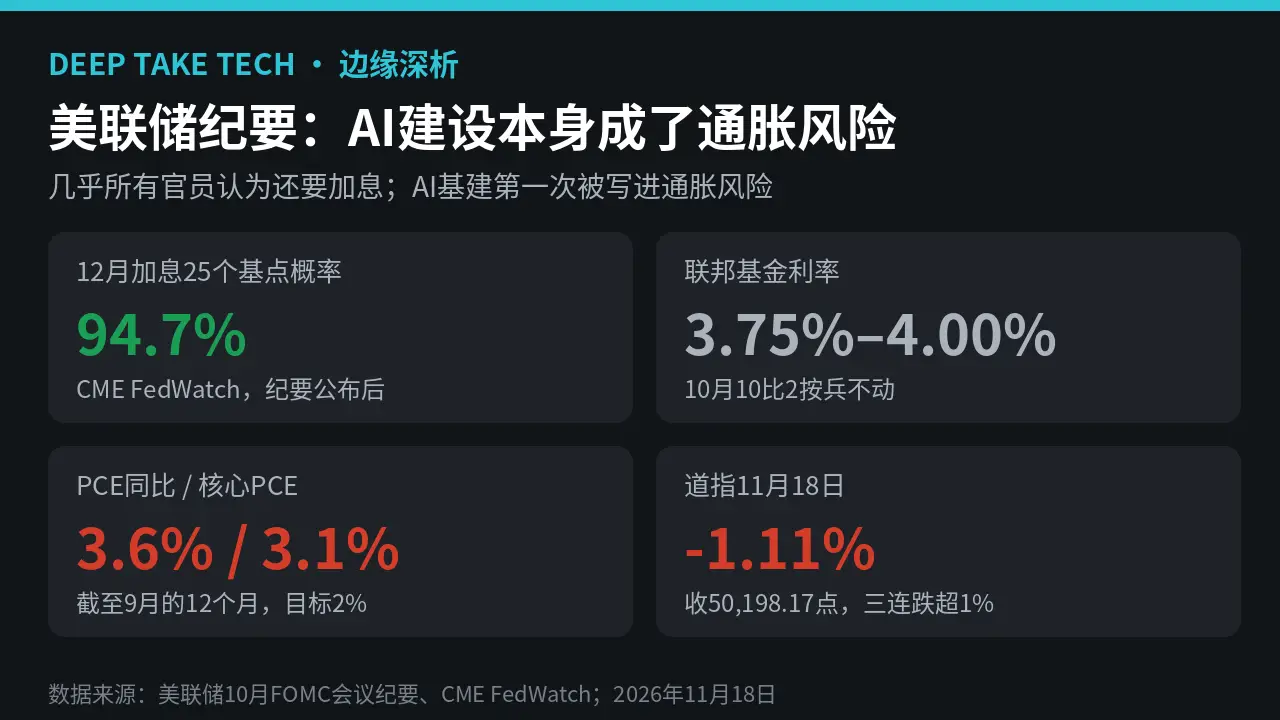 DEEP TAKE TECH · 边缘深析
美联储纪要：AI建设本身成了通胀风险
几乎所有官员认为还要加息；AI基建第一次被写进通胀风险
12月加息25个基点概率
94.7%
CME FedWatch，纪要公布后
联邦基金利率
3.75%–4.00%
10月10比2按兵不动
PCE同比 / 核心PCE
3.6% / 3.1%
截至9月的12个月，目标2%
道指11月18日
-1.11%
收50,198.17点，三连跌超1%
数据来源：美联储10月FOMC会议纪要、CME FedWatch；2026年11月18日